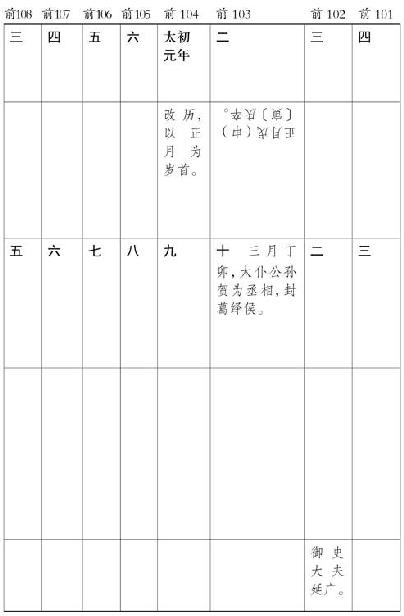 前108 前107 前106 前105 前104 前103 前102 前101
三 四 五 六 太初 二 三 四
元年
改历，
以正
月为
岁首。
正月戊（申）
〔寅〕庆卒。
五 六 七 八 九 十 三月丁 二 三
卯，太仆公孙
贺为丞相，封
葛绎侯。
御史
大夫
延广。